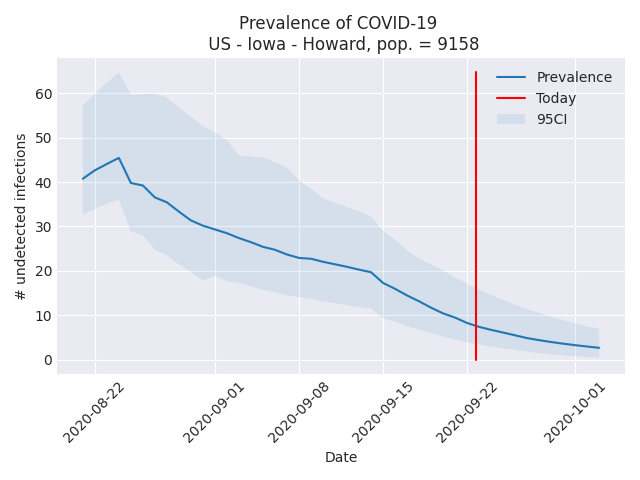 Prevalence of COVID-19
US - Iowa - Howard, pop. = 9158
Prevalence
Today
95CI
# undetected infections
60
50
40
30
20
10
0
2020-08-22
2020-09-01
2020-09-08
2020-09-15
2020-09-22
2020-10-01
Date